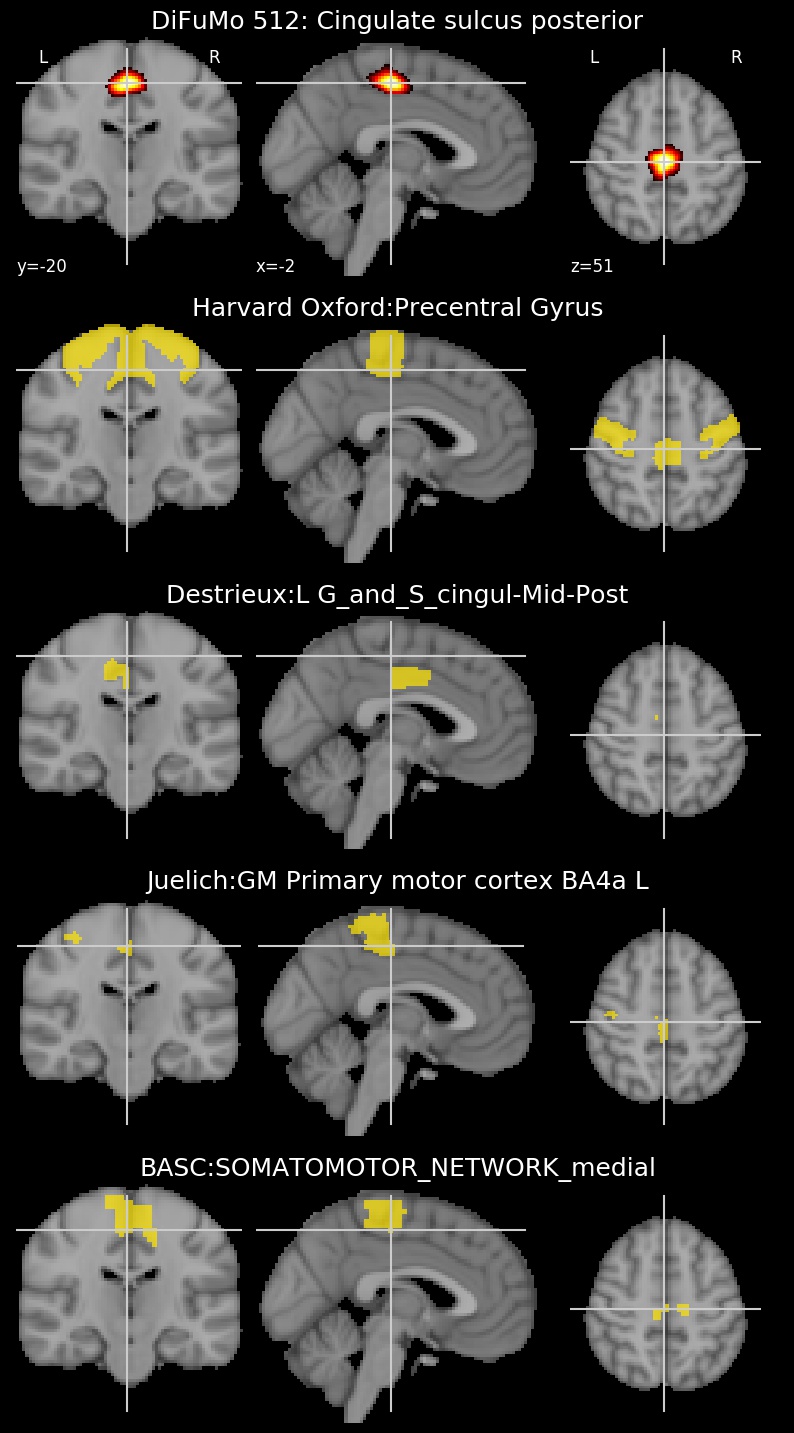 DiFuMo 512: Cingulate sulcus posterior
L R L R
y=-20 x=-2 z=51
Harvard Oxford:Precentral Gyrus
Destrieux:L G_and_S_cingul-Mid-Post
Juelich:GM Primary motor cortex BA4a L
BASC:SOMATOMOTOR_NETWORK_medial